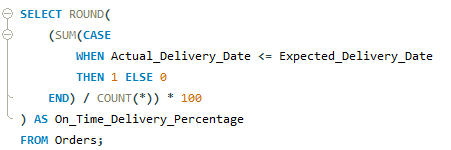 SELECT ROUND(
(SUM(CASE
WHEN Actual_Delivery_Date <= Expected_Delivery_Date
THEN 1 ELSE 0
END) / COUNT(*)) * 100
) AS On_Time_Delivery_Percentage
FROM Orders;